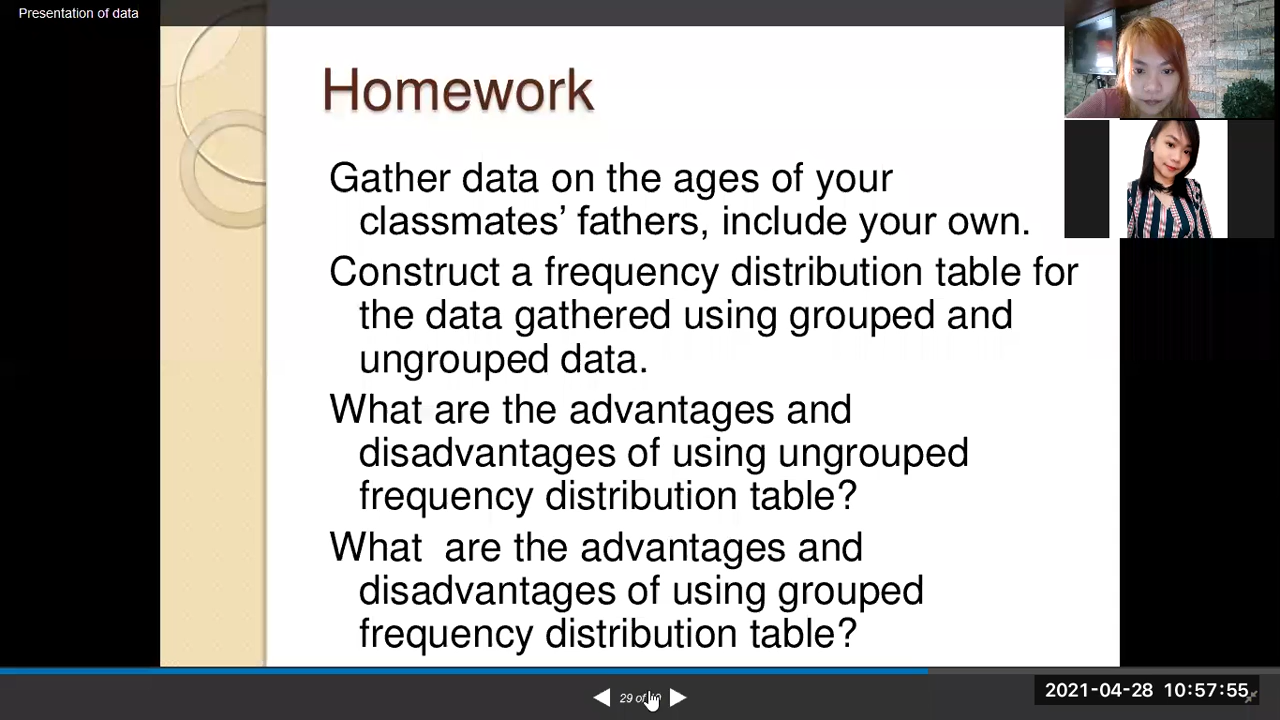 Presentation of data
Homework
Gather data on the ages of your
classmates’ fathers, include your own.
Construct a frequency distribution table for
the data gathered using grouped and
ungrouped data.
What are the advantages and
disadvantages of using ungrouped
frequency distribution table?
What  are the advantages and
disadvantages of using grouped
frequency distribution table?
29 of
2021-04-28 10:57:55